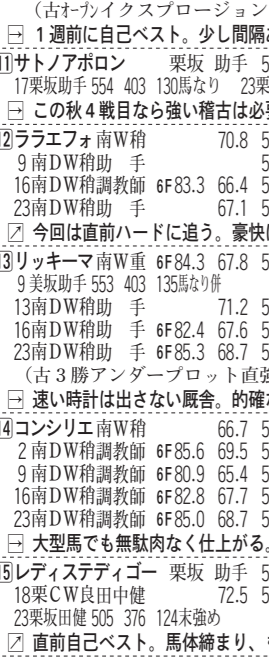 (古オープンイクスプロージョン
→ 1週前に自己ベスト。少し間隔
11サトノアポロン 栗坂 助手 5
17栗坂助手 554 403 130馬なり 23栗
→ この秋4戦目なら強い稽古は必
12ララエフォ南W稍 70.8 5
9南DW稍助 手 5
16南DW稍調教師 6F83.3 66.4 5
23南DW稍助 手 67.1 5
↗ 今回は直前ハードに追う。豪快
13リッキーマ南W重 6F84.3 67.8 5
9美坂助手 553 403 135馬なり併
13南DW稍助 手 71.2 5
16南DW稍助 手 6F82.4 67.6 5
23南DW稍助 手 6F85.3 68.7 5
(古3勝アンダープロット直強
→ 速い時計は出さない厩舎。的確
14コンシリエ南W稍 66.7 5
2南DW稍調教師 6F85.6 69.5 5
9南DW稍調教師 6F80.9 65.4 5
16南DW稍調教師 6F82.8 67.7 5
23南DW稍調教師 6F85.0 68.7 5
→ 大型馬でも無駄肉なく仕上がる。
15レディステディゴー 栗坂 助手 5
18栗CW良田中健 72.5 5
23栗坂田健 505 376 124末強め
↗ 直前自己ベスト。馬体締まり、